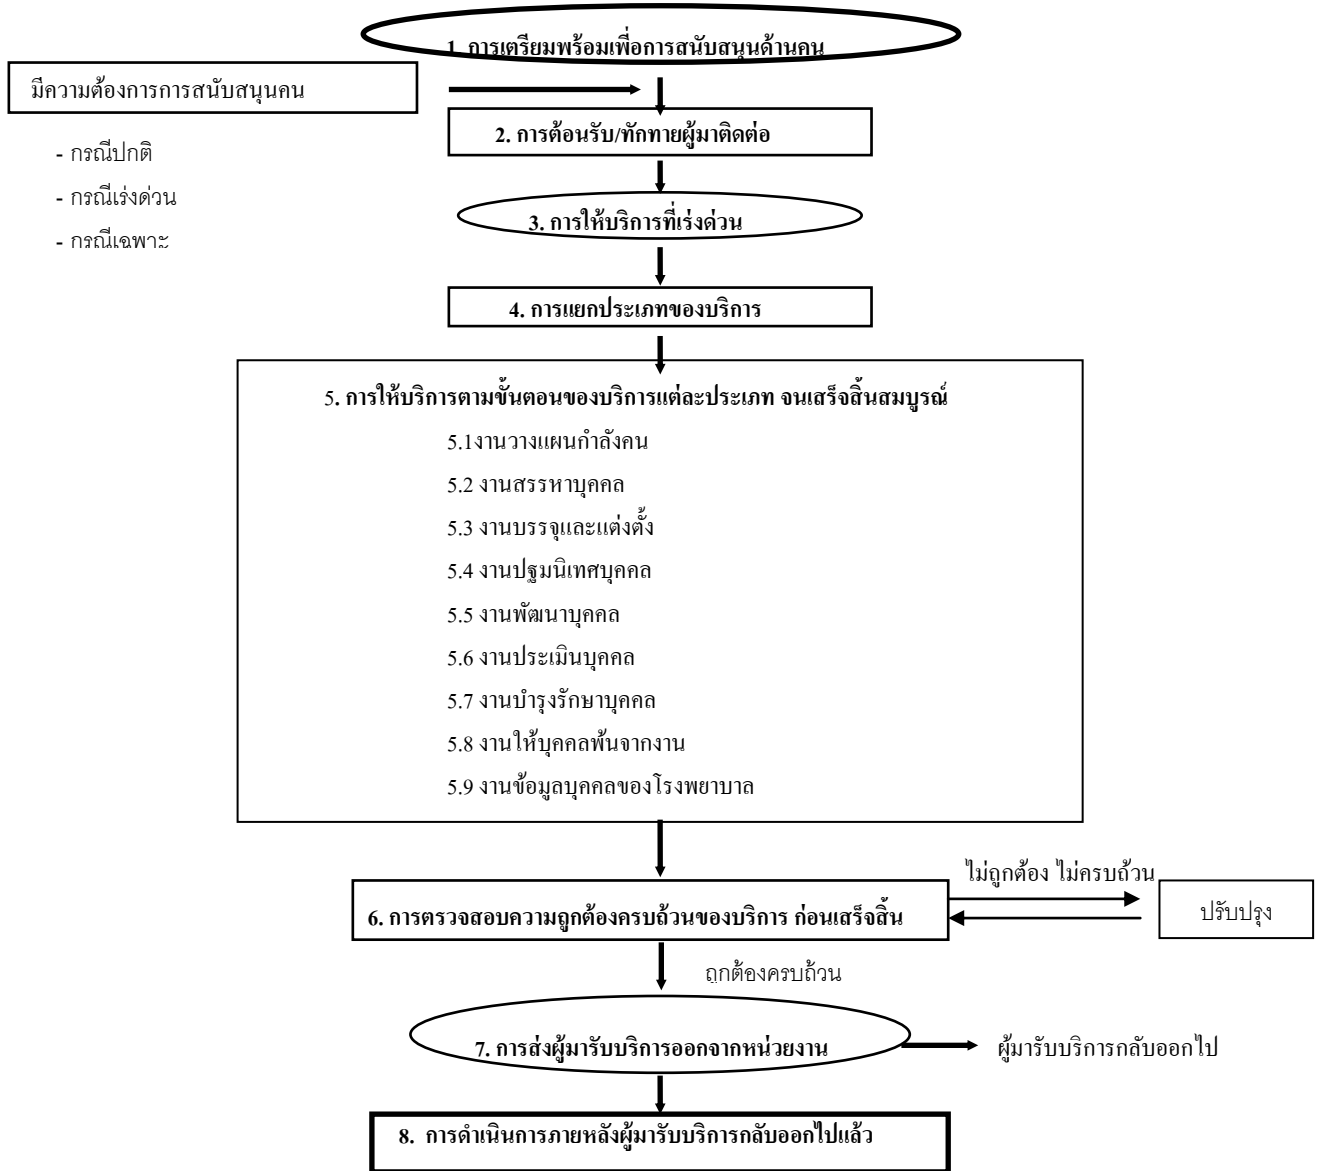 1. การเตรียมพร้อมเพื่อการสนับสนุนด้านคน
มีความต้องการการสนับสนุนคน
- กรณีปกติ
- กรณีเร่งด่วน
- กรณีเฉพาะ
2. การต้อนรับ/ทักทายผู้มาติดต่อ
3. การให้บริการที่เร่งด่วน
4. การแยกประเภทของบริการ
5. การให้บริการตามขั้นตอนของบริการแต่ละประเภท จนเสร็จสิ้นสมบูรณ์
5.1งานวางแผนกำลังคน
5.2 งานสรรหาบุคคล
5.3 งานบรรจุและแต่งตั้ง
5.4 งานปฐมนิเทศบุคคล
5.5 งานพัฒนาบุคคล
5.6 งานประเมินบุคคล
5.7 งานบำรุงรักษาบุคคล
5.8 งานให้บุคคลพ้นจากงาน
5.9 งานข้อมูลบุคคลของโรงพยาบาล
ไม่ถูกต้อง ไม่ครบถ้วน
6. การตรวจสอบความถูกต้องครบถ้วนของบริการ ก่อนเสร็จสิ้น
ปรับปรุง
ถูกต้องครบถ้วน
7. การส่งผู้มารับบริการออกจากหน่วยงาน
ผู้มารับบริการกลับออกไป
8. การดำเนินการภายหลังผู้มารับบริการกลับออกไปแล้ว